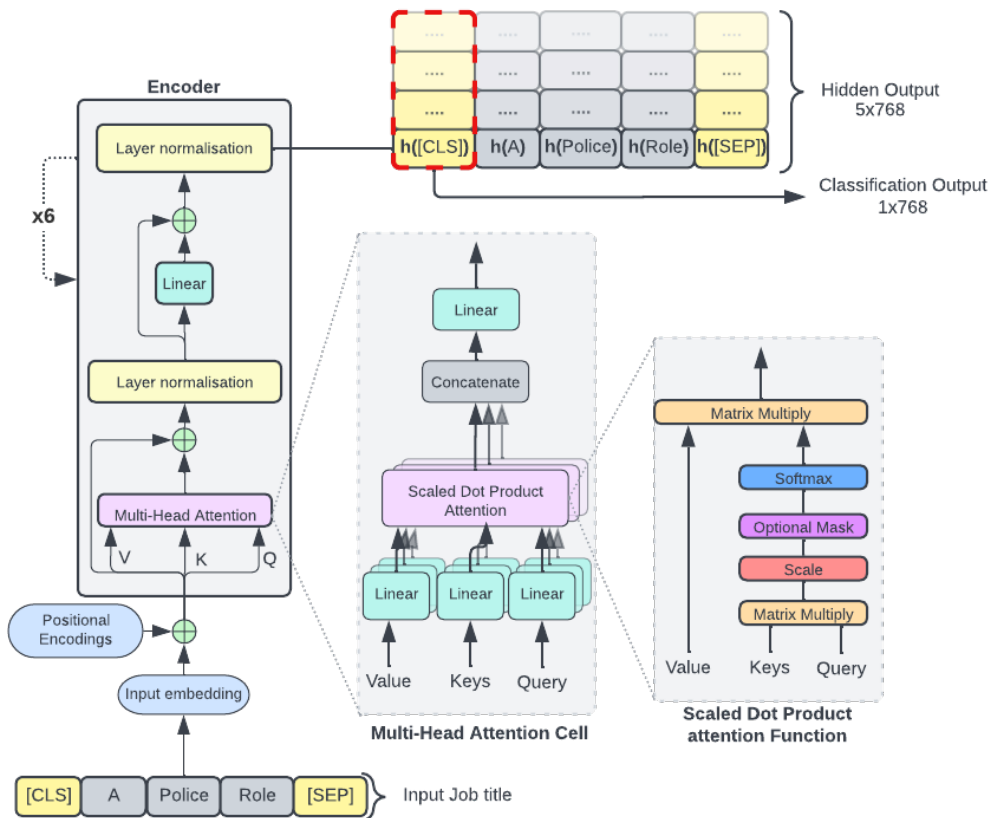 .... .... .... .... ....
.... .... .... .... ....
.... .... .... .... ....
h([CLS]) h(A) h(Police) h(Role) h([SEP])
Hidden Output
5x768
Classification Output
1x768
Encoder
Layer normalisation
x6
Linear
Layer normalisation
Multi-Head Attention
V K Q
Positional
Encodings
Input embedding
[CLS] A Police Role [SEP]
Input Job title
Linear
Concatenate
Scaled Dot Product
Attention
Linear Linear Linear
Value Keys Query
Multi-Head Attention Cell
Matrix Multiply
Softmax
Optional Mask
Scale
Matrix Multiply
Value Keys Query
Scaled Dot Product
attention Function